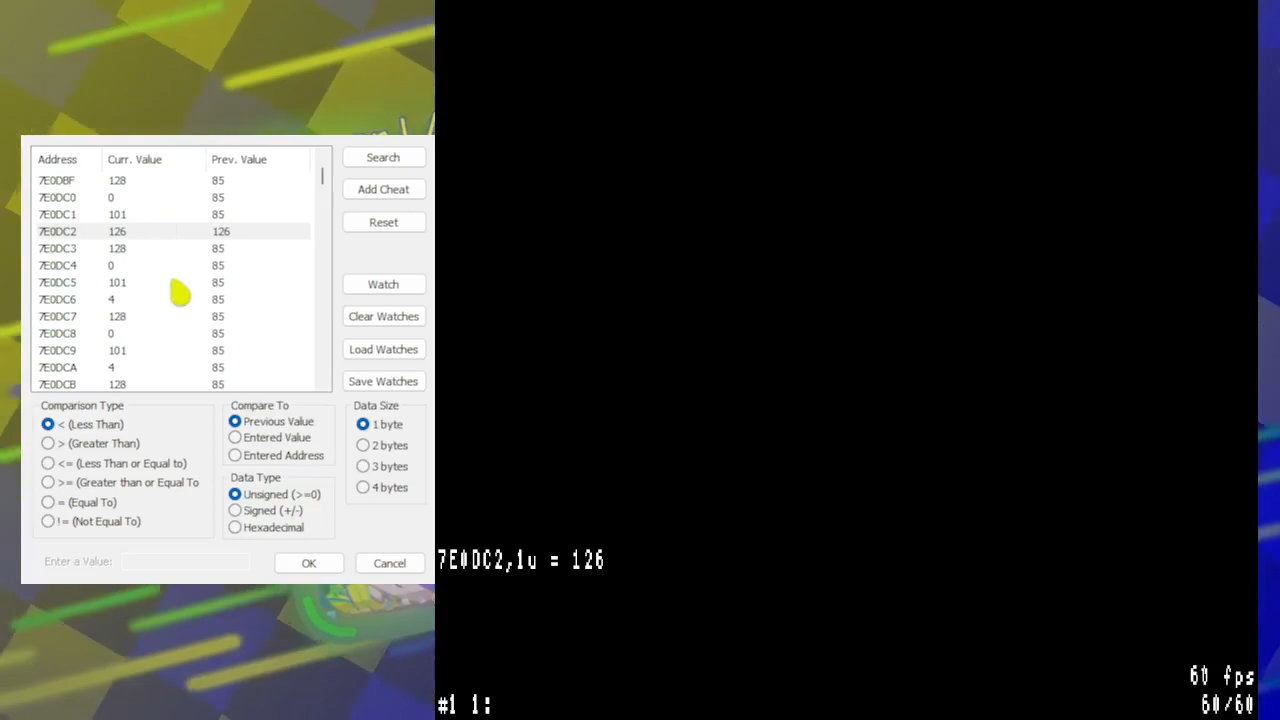 Address Curr. Value Prev. Value
7E0DBF 128 85
7E0DC0 0 85
7E0DC1 101 85
7E0DC2 126 126
7E0DC3 128 85
7E0DC4 0 85
7E0DC5 101 85
7E0DC6 4 85
7E0DC7 128 85
7E0DC8 0 85
7E0DC9 101 85
7E0DCA 4 85
7E0DCB 128 85
Search
Add Cheat
Reset
Watch
Clear Watches
Load Watches
Save Watches
Comparison Type
< (Less Than)
> (Greater Than)
<= (Less Than or Equal to)
>= (Greater than or Equal To
= (Equal To)
!= (Not Equal To)
Compare To
Previous Value
Entered Value
Entered Address
Data Type
Unsigned (>=0)
Signed (+/-)
Hexadecimal
Data Size
1 byte
2 bytes
3 bytes
4 bytes
Enter a Value:
OK
Cancel
7E0DC2,1u = 126
60 fps
#1 1:
60/60